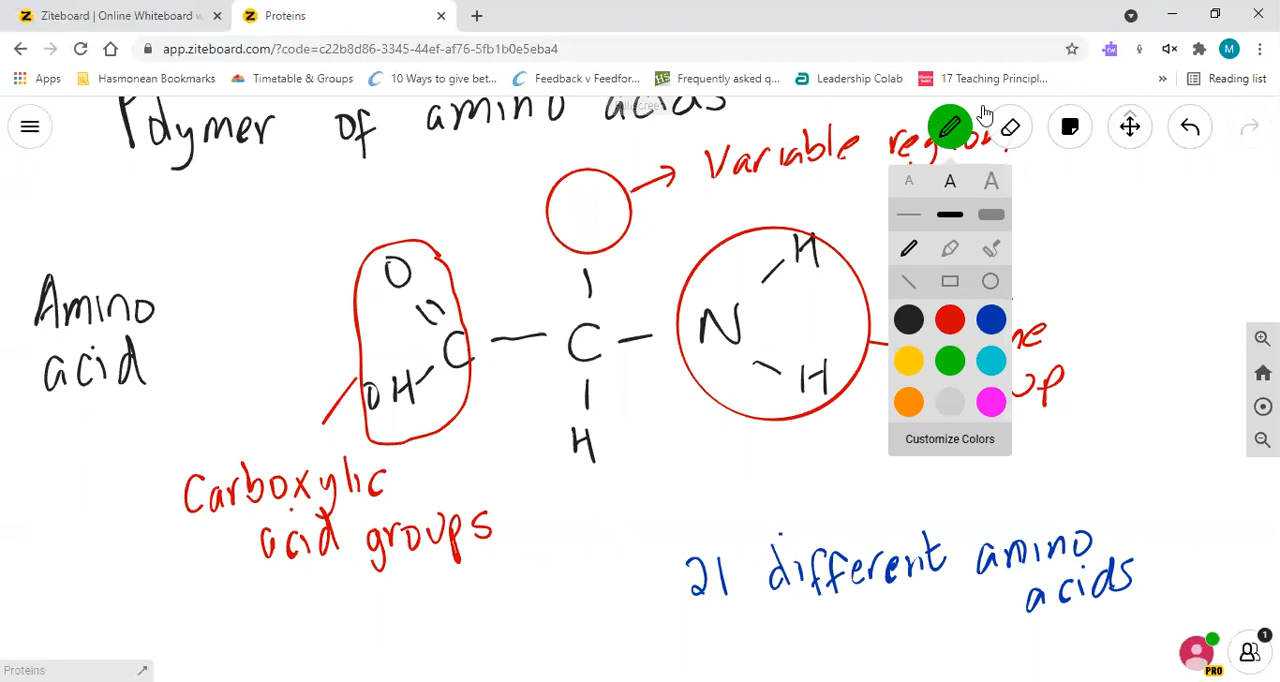 Ziteboard | Online Whiteboard w
Proteins
app.ziteboard.com/?code=c22b8d86-3345-44ef-af76-5fb1b0e5eba4
M
Apps
Hasmonean Bookmarks
Timetable & Groups
10 Ways to give bet...
Feedback v Feedfor...
Frequently asked q...
Leadership Colab
17 Teaching Principl...
»
Reading list
Polymer of amino acids
Variable region
A A A
O
H
Amino
acid
C — C — N
OH
H
H
Customize Colors
Carboxylic
acid groups
21 different amino
acids
Proteins
PRO
1